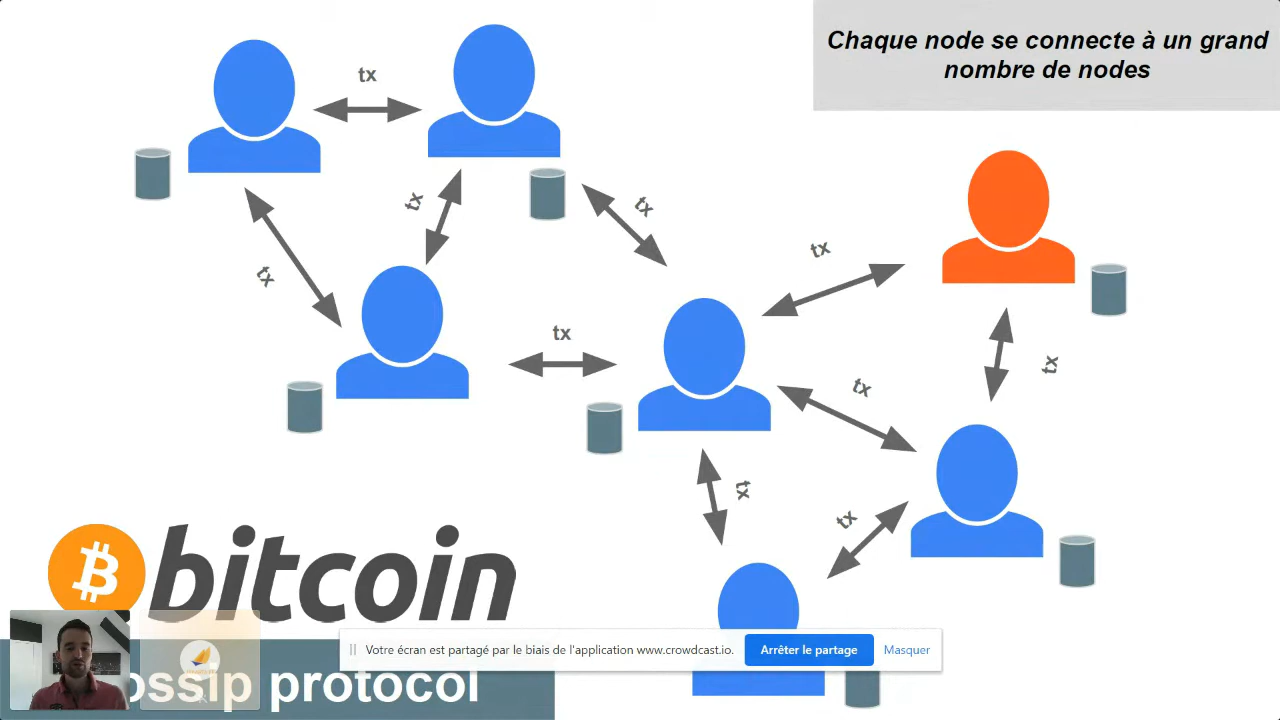 Chaque node se connecte à un grand
nombre de nodes
tx
tx
tx
tx
tx
tx
tx
tx
tx
tx
bitcoin
ossip protocol
Votre écran est partagé par le biais de l'application www.crowdcast.io.
Arrêter le partage
Masquer